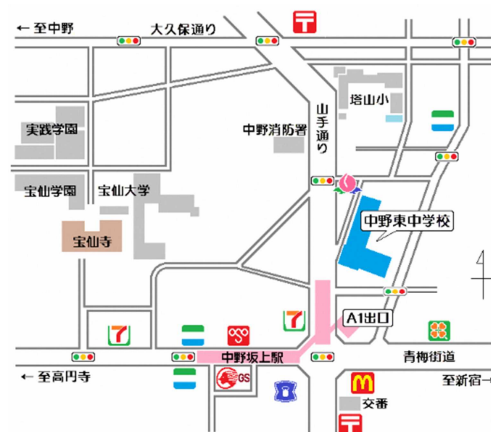 ← 至中野
大久保通り
塔山小
山手通り
実践学園
中野消防署
宝仙学園
宝仙大学
中野東中学校
宝仙寺
A1出口
7
7
中野坂上駅
青梅街道
← 至高円寺
GS
至新宿→
交番